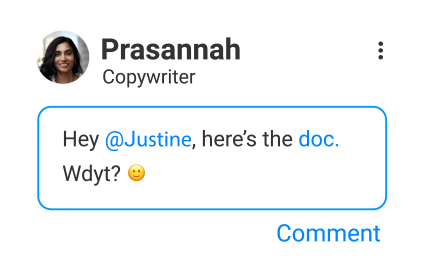 Prasannah
Copywriter
Hey @Justine, here’s the doc.
Wdyt? 🙂
Comment